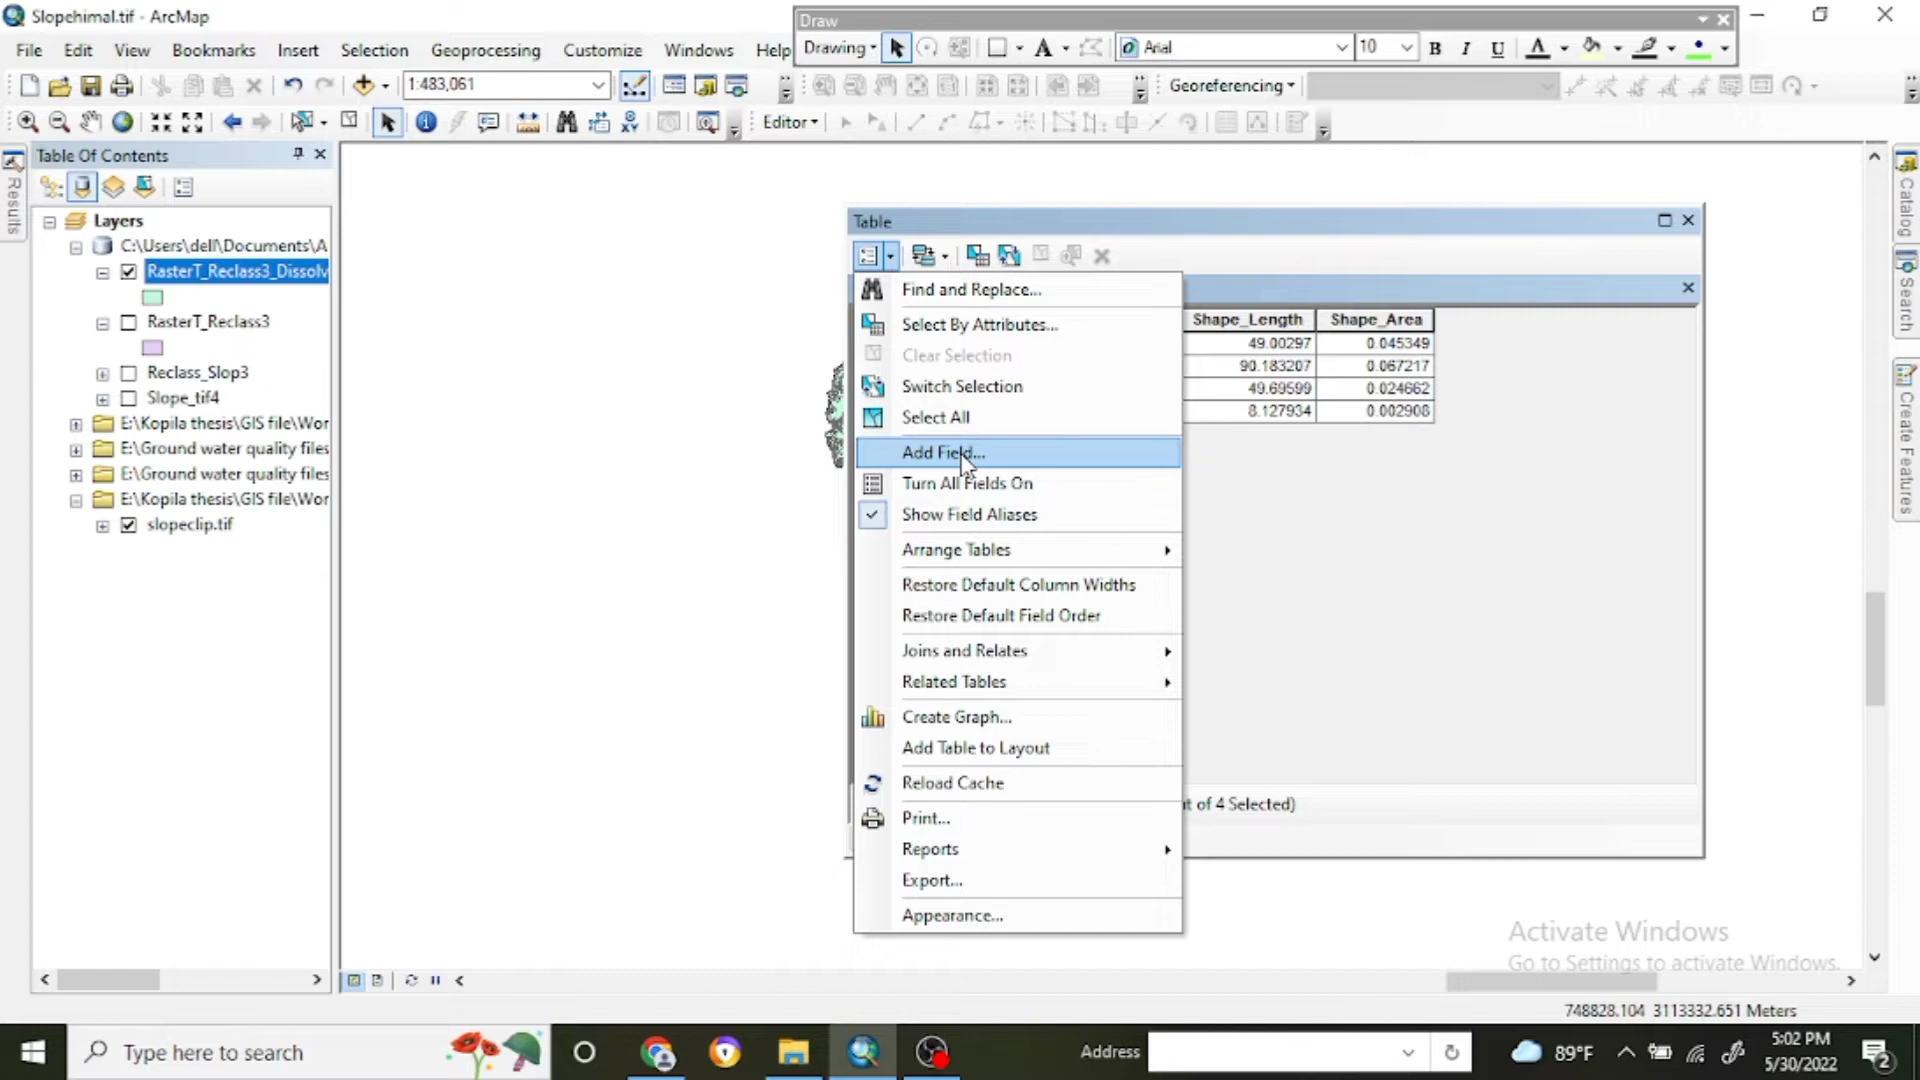 Slopehimal.tif - ArcMap
Draw
File Edit View Bookmarks Insert Selection Geoprocessing Customize Windows Help
Drawing Arial 10 B I U A
1:483,061
Georeferencing
Editor
Table Of Contents
Results
Layers
C:\Users\dell\Documents\A
RasterT_Reclass3_Dissolv
RasterT_Reclass3
Reclass_Slop3
Slope_tif4
E:\Kopila thesis\GIS file\Wor
E:\Ground water quality files
E:\Ground water quality files
E:\Kopila thesis\GIS file\Wor
slopeclip.tif
Table
Find and Replace...
Select By Attributes...
Clear Selection
Switch Selection
Select All
Add Field...
Turn All Fields On
Show Field Aliases
Arrange Tables
Restore Default Column Widths
Restore Default Field Order
Joins and Relates
Related Tables
Create Graph...
Add Table to Layout
Reload Cache
Print...
Reports
Export...
Appearance...
Shape_Length Shape_Area
49.00297 0.045349
90.183207 0.067217
49.69599 0.024662
8.127934 0.002908
t of 4 Selected)
Catalog
Search
Create Features
Activate Windows
Go to Settings to activate Windows.
748828.104 3113332.651 Meters
Type here to search
Address
89°F
5:02 PM
5/30/2022
2